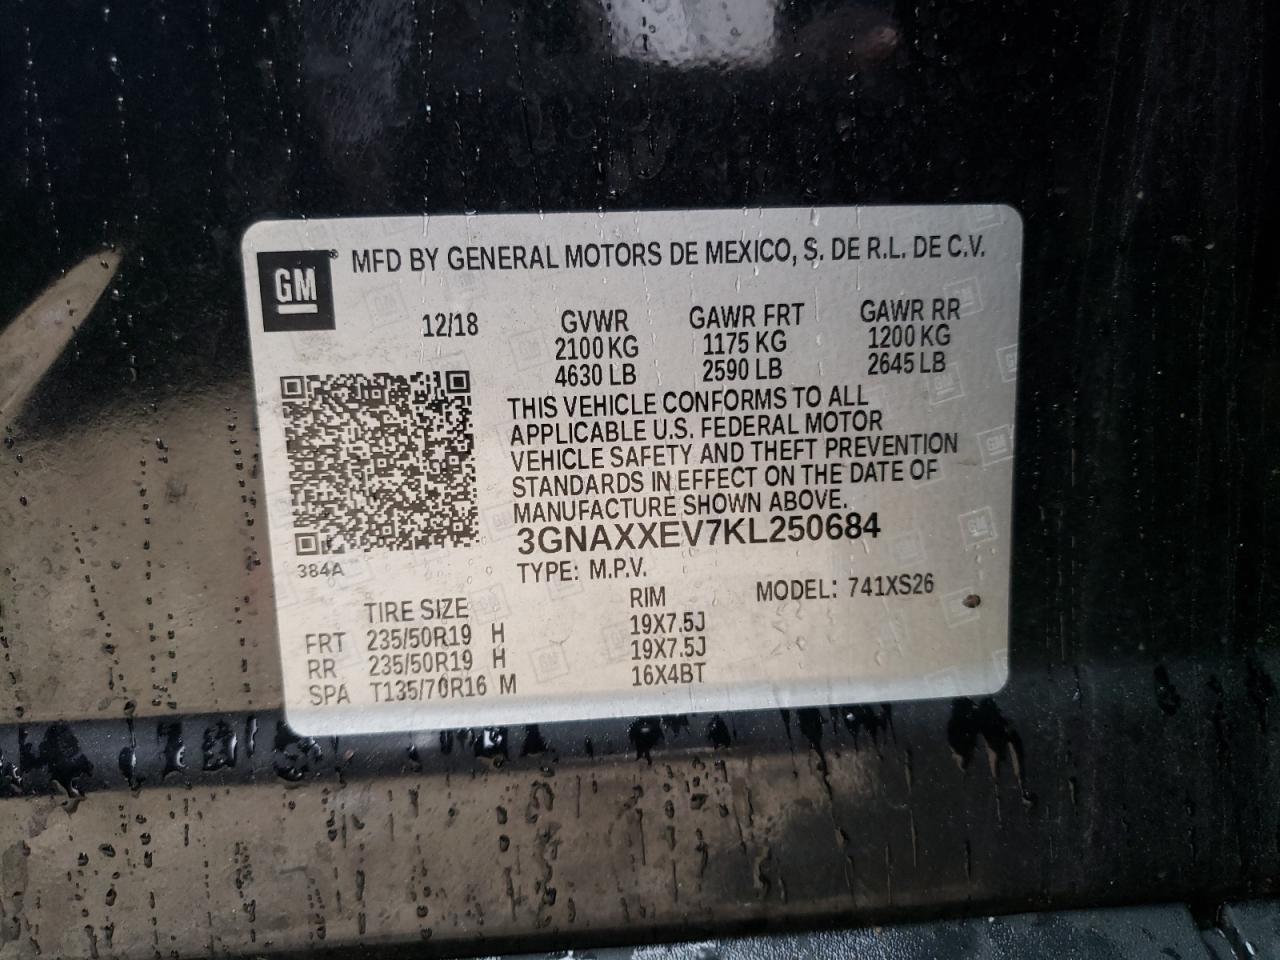 GM
® MFD BY GENERAL MOTORS DE MEXICO, S. DE R.L. DE C.V.
12/18 GVWR GAWR FRT GAWR RR
2100 KG 1175 KG 1200 KG
4630 LB 2590 LB 2645 LB
THIS VEHICLE CONFORMS TO ALL
APPLICABLE U.S. FEDERAL MOTOR
VEHICLE SAFETY AND THEFT PREVENTION
STANDARDS IN EFFECT ON THE DATE OF
MANUFACTURE SHOWN ABOVE.
3GNAXXEV7KL250684
384A
TYPE: M.P.V. MODEL: 741XS26
TIRE SIZE RIM
FRT 235/50R19 H 19X7.5J
RR 235/50R19 H 19X7.5J
SPA T135/70R16 M 16X4BT